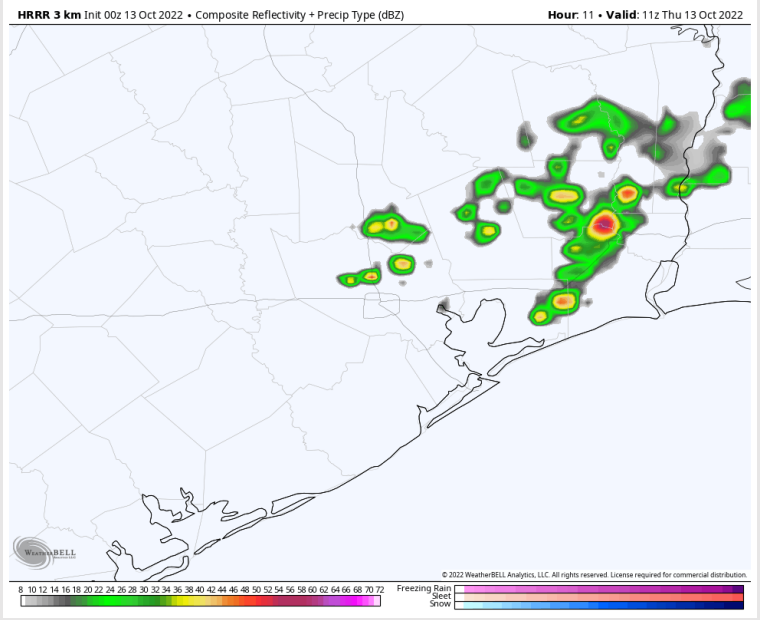 HRRR 3 km Init 00z 13 Oct 2022 • Composite Reflectivity + Precip Type (dBZ)
Hour: 11 • Valid: 11z Thu 13 Oct 2022
WEATHERBELL
© 2022 WeatherBELL Analytics, LLC. All rights reserved. License required for commercial distribution.
8 10 12 14 16 18 20 22 24 26 28 30 32 34 36 38 40 42 44 46 48 50 52 54 56 58 60 62 64 66 68 70 72
Freezing Rain
Sleet
Snow